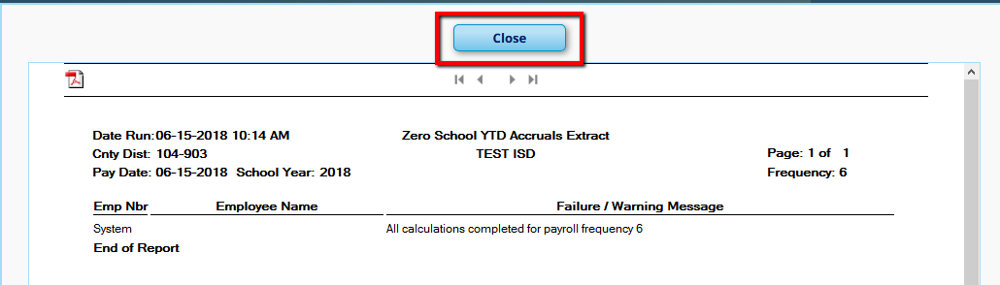 Close
Date Run: 06-15-2018 10:14 AM Zero School YTD Accruals Extract
Cnty Dist: 104-903 TEST ISD Page: 1 of 1
Pay Date: 06-15-2018 School Year: 2018 Frequency: 6
Emp Nbr Employee Name Failure / Warning Message
System All calculations completed for payroll frequency 6
End of Report